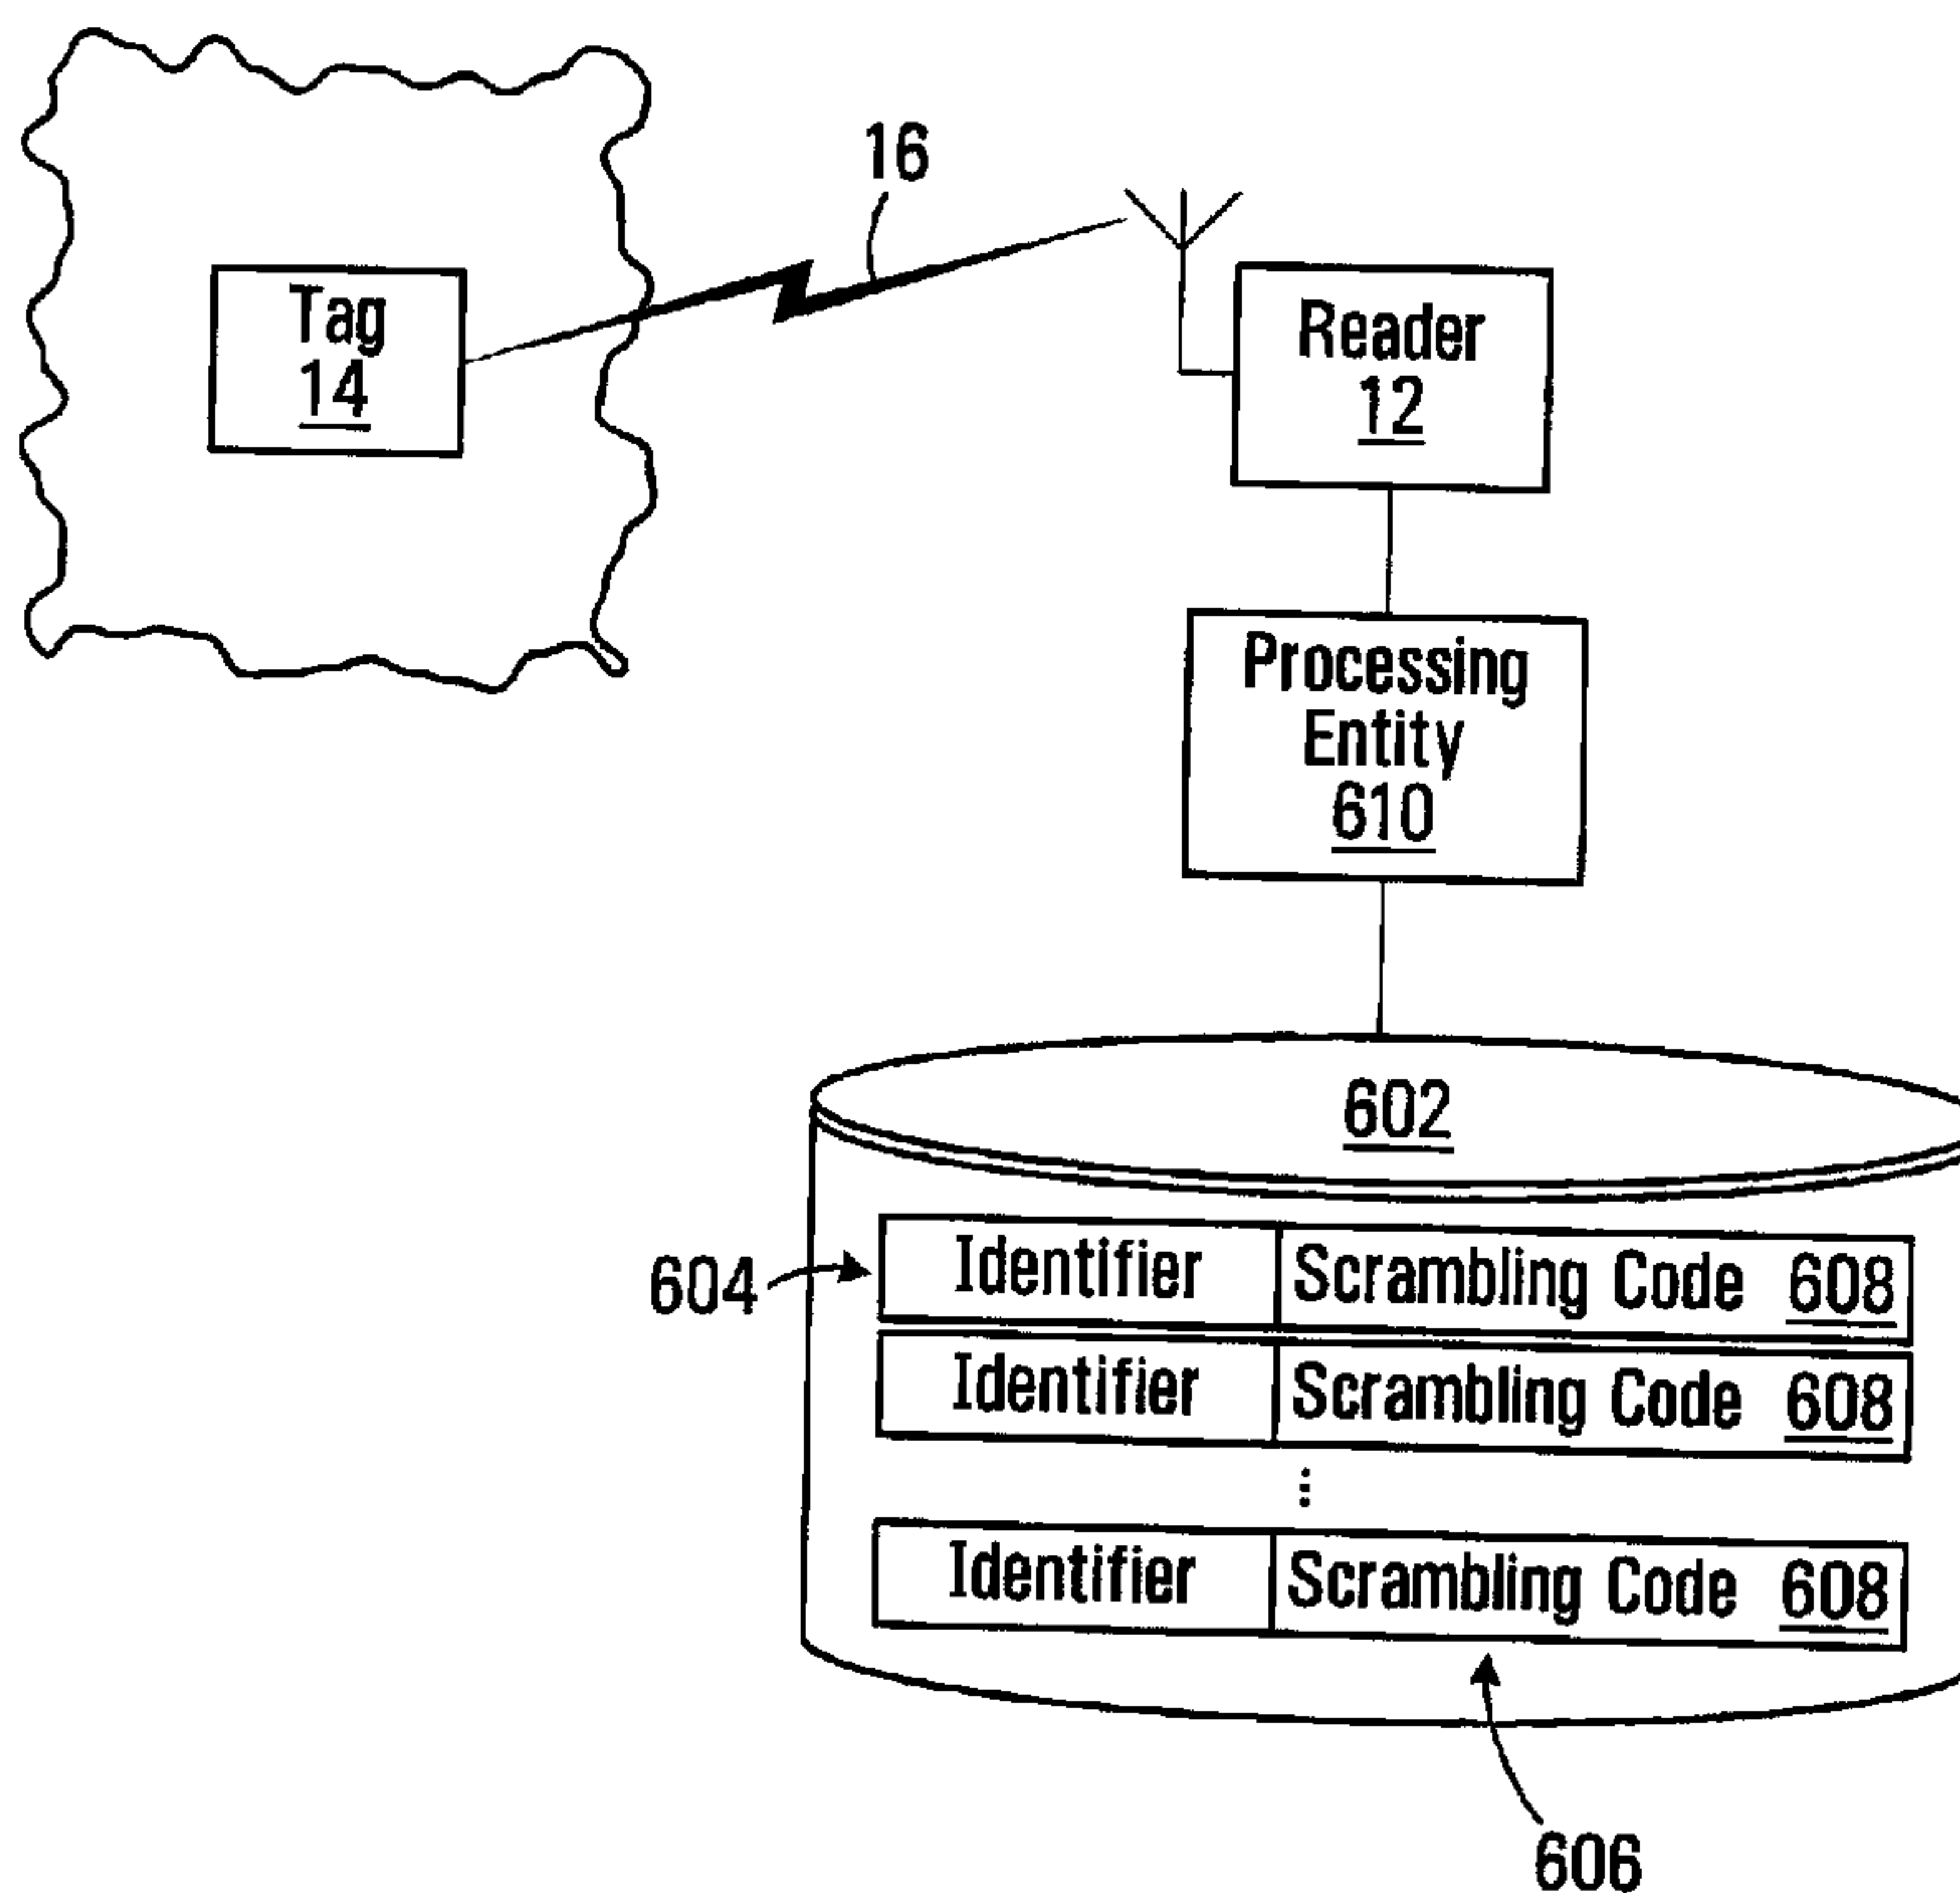 16
Tag
14
Reader
12
Processing
Entity
610
602
604
Identifier Scrambling Code 608
Identifier Scrambling Code 608
Identifier Scrambling Code 608
606